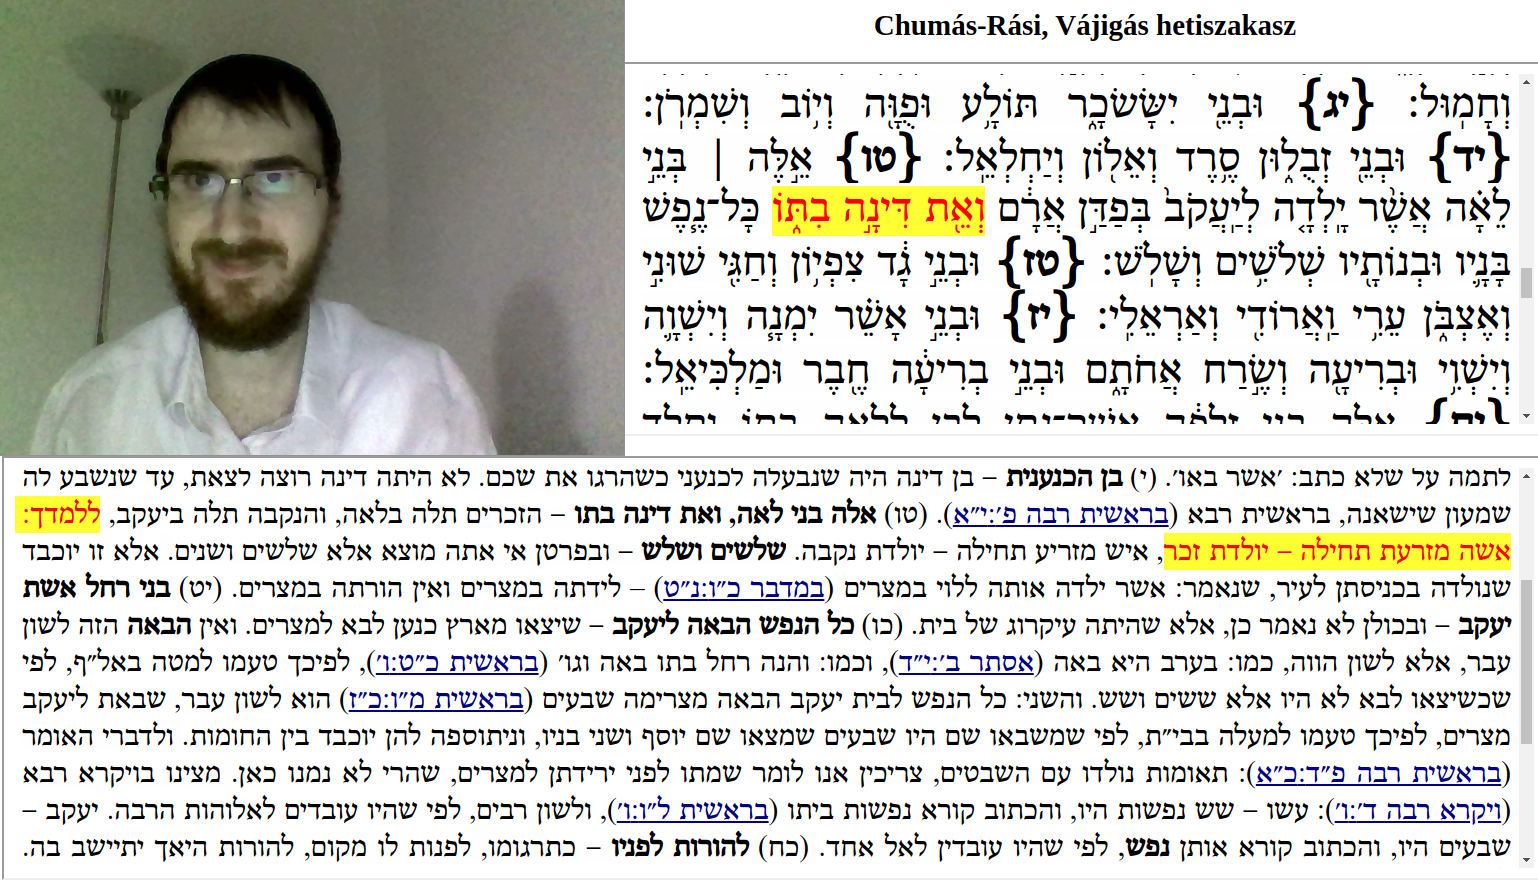 Chumás-Rási, Vájigás hetiszakasz
וְחָמֽוּל׃ {יג} וּבְנֵ֖י יִשָּׂשׂכָ֑ר תּוֹלָ֥ע וּפֻוָּ֖ה וְי֥וֹב וְשִׁמְרֹֽן׃
{יד} וּבְנֵ֖י זְבֻל֑וּן סֶ֥רֶד וְאֵל֖וֹן וְיַחְלְאֵֽל׃ {טו} אֵ֣לֶּה | בְּנֵ֣י
לֵאָ֗ה אֲשֶׁ֨ר יָֽלְדָ֤ה לְיַֽעֲקֹב֙ בְּפַדַּ֣ן אֲרָ֔ם וְאֵ֖ת דִּינָ֣ה בִתּ֑וֹ כׇּל־נֶ֧פֶשׁ
בָּנָ֛יו וּבְנוֹתָ֖יו שְׁלֹשִׁ֥ים וְשָׁלֹֽשׁ׃ {טז} וּבְנֵ֣י גָ֔ד צִפְי֥וֹן וְחַגִּ֖י שׁוּנִ֣י
וְאֶצְבֹּ֑ן עֵרִ֥י וַֽאֲרוֹדִ֖י וְאַרְאֵלִֽי׃ {יז} וּבְנֵ֣י אָשֵׁ֗ר יִמְנָ֧ה וְיִשְׁוָ֛ה
וְיִשְׁוִ֥י וּבְרִיעָ֖ה וְשֶׂ֣רַח אֲחֹתָ֑ם וּבְנֵ֣י בְרִיעָ֔ה חֶ֖בֶר וּמַלְכִּיאֵֽל׃
לתמה על שלא כתב: ׳אשר באו׳. (י) בן הכנענית – בן דינה היה שנבעלה לכנעני כשהרגו את שכם. לא היתה דינה רוצה לצאת, עד שנשבע לה
שמעון שישאנה, בראשית רבא (בראשית רבה פ׳:י״א). (טו) אלה בני לאה, ואת דינה בתו – הזכרים תלה בלאה, והנקבה תלה ביעקב, ללמדך:
אשה מזרעת תחילה – יולדת זכר, איש מזריע תחילה – יולדת נקבה. שלשים ושלש – ובפרטן אי אתה מוצא אלא שלשים ושנים. אלא זו יוכבד
שנולדה בכניסתן לעיר, שנאמר: אשר ילדה אותה ללוי במצרים (במדבר כ״ו:נ״ט) – לידתה במצרים ואין הורתה במצרים. (יט) בני רחל אשת
יעקב – ובכולן לא נאמר כן, אלא שהיתה עיקרוג של בית. (כו) כל הנפש הבאה ליעקב – שיצאו מארץ כנען לבא למצרים. ואין הבאה הזה לשון
עבר, אלא לשון הווה, כמו: בערב היא באה (אסתר ב׳:י״ד), וכמו: והנה רחל בתו באה וגו׳ (בראשית כ״ט:ו׳), לפיכך טעמו למטה באל״ף, לפי
שכשיצאו לבא לא היו אלא ששים ושש. והשני: כל הנפש לבית יעקב הבאה מצרימה שבעים (בראשית מ״ו:כ״ז) הוא לשון עבר, שבאת ליעקב
מצרים, לפיכך טעמו למעלה בבי״ת, לפי שמשבאו שם היו שבעים שמצאו שם יוסף ושני בניו, וניתוספה להן יוכבד בין החומות. ולדברי האומר
(בראשית רבה פ״ד:כ״א): תאומות נולדו עם השבטים, צריכין אנו לומר שמתו לפני ירידתן למצרים, שהרי לא נמנו כאן. מצינו בויקרא רבא
(ויקרא רבה ד׳:ו׳): עשו – שש נפשות היו, והכתוב קורא נפשות ביתו (בראשית ל״ו:ו׳), ולשון רבים, לפי שהיו עובדים לאלוהות הרבה. יעקב –
שבעים היו, והכתוב קורא אותן נפש, לפי שהיו עובדין לאל אחד. (כח) להורות לפניו – כתרגומו, לפנות לו מקום, להורות היאך יתיישב בה.